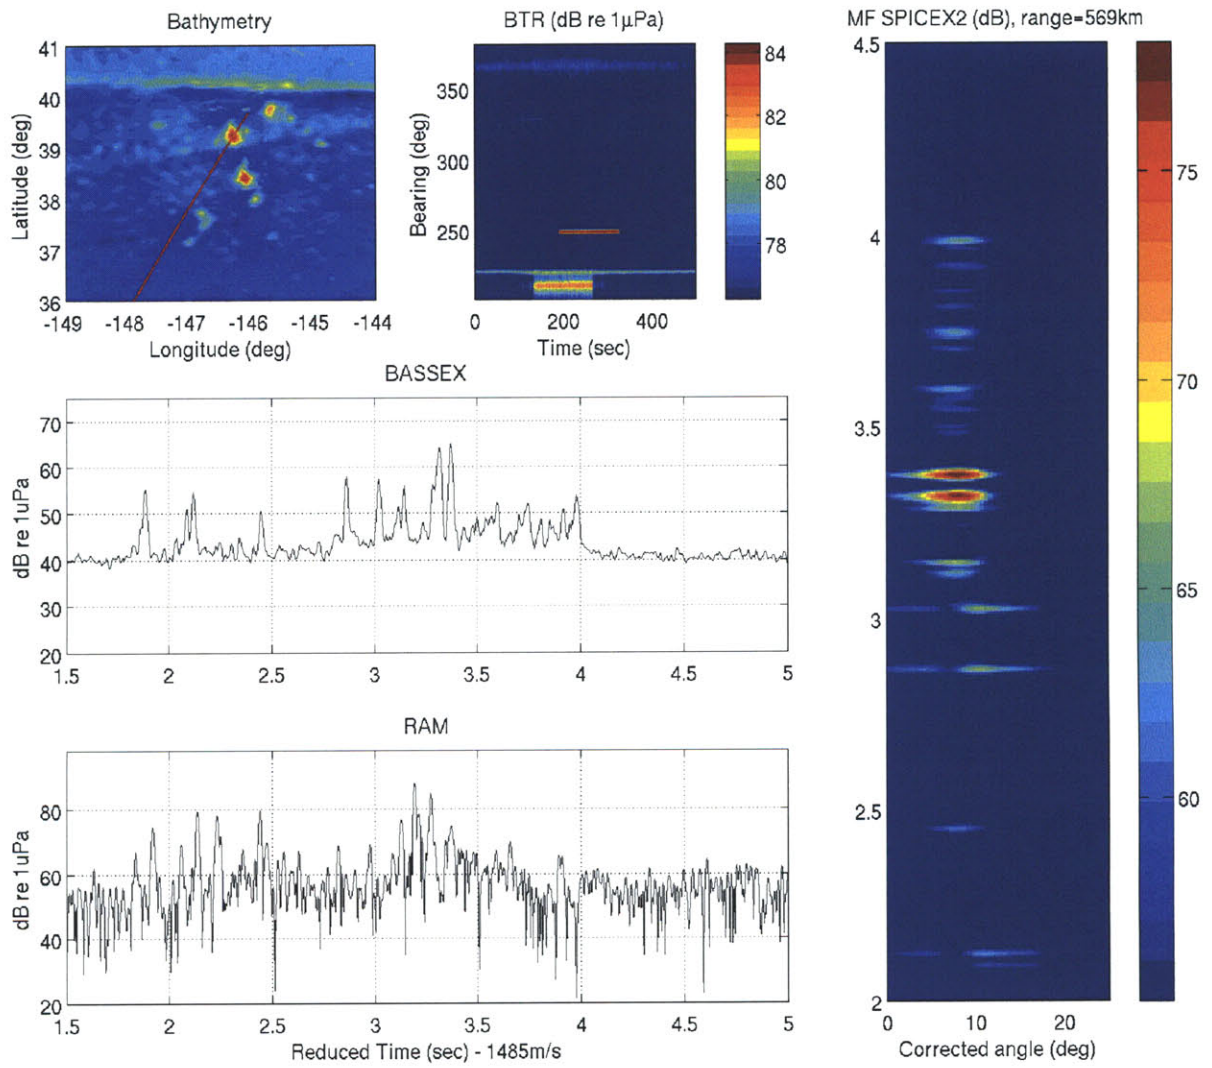 Bathymetry
41
40
39
38
37
36
-149 -148 -147 -146 -145 -144
Latitude (deg)
Longitude (deg)
BTR (dB re 1μPa)
350
300
250
0 200 400
Bearing (deg)
Time (sec)
84
82
80
78
MF SPICEX2 (dB), range=569km
4.5
4
3.5
3
2.5
2
0 10 20
Corrected angle (deg)
75
70
65
60
BASSEX
70
60
50
40
30
20
1.5 2 2.5 3 3.5 4 4.5 5
dB re 1uPa
RAM
80
60
40
20
1.5 2 2.5 3 3.5 4 4.5 5
dB re 1uPa
Reduced Time (sec) - 1485m/s